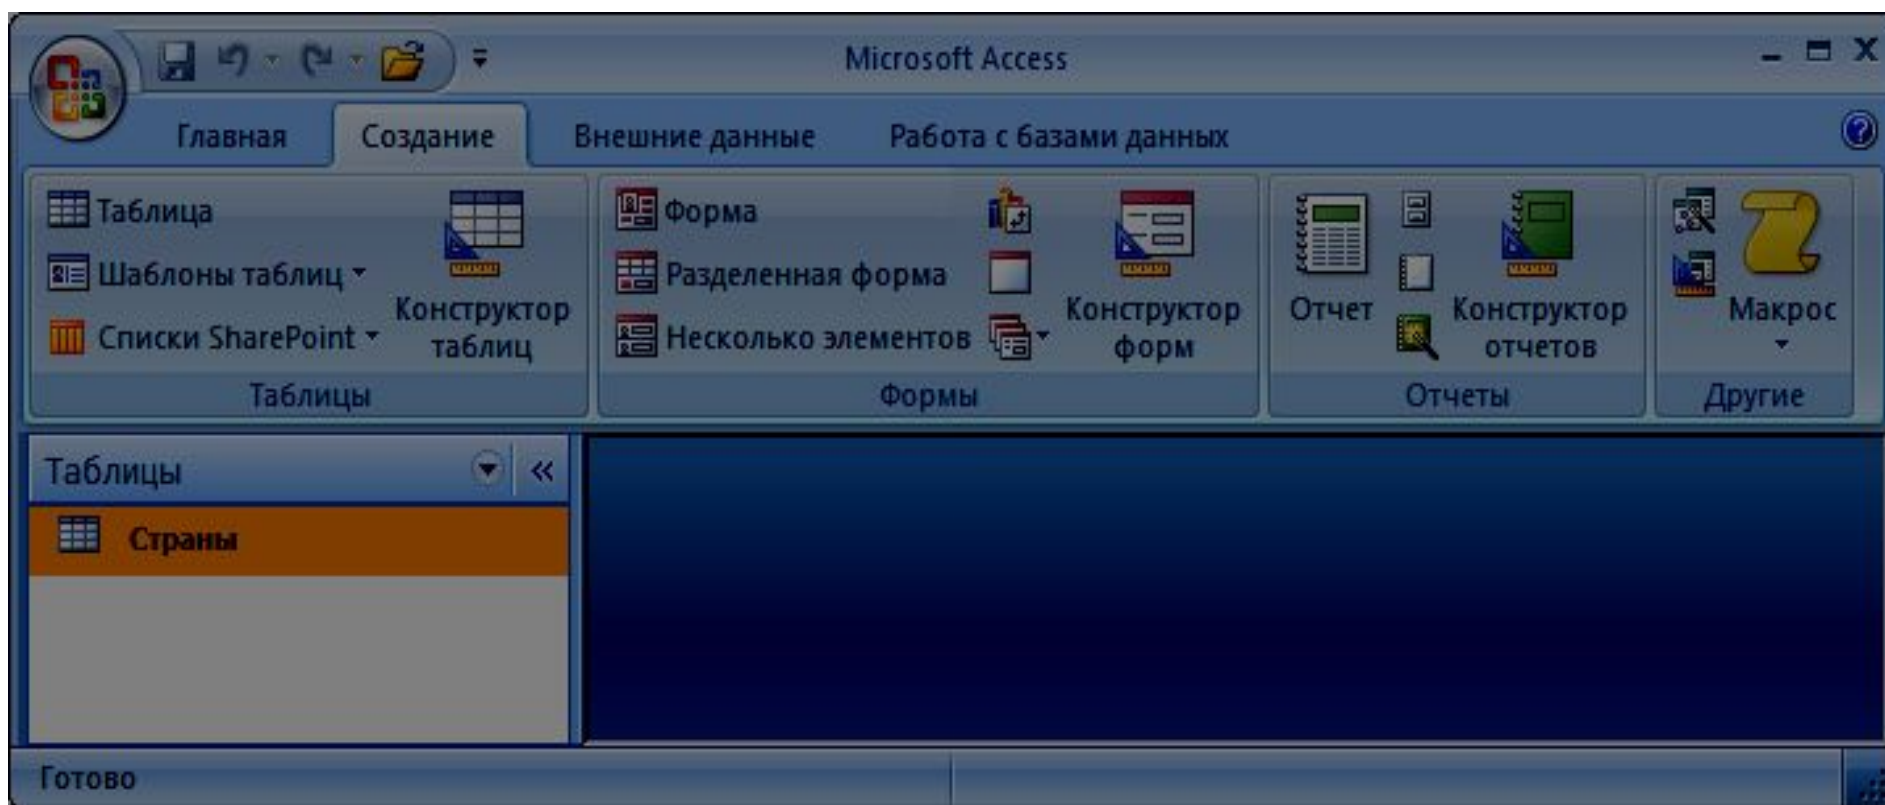 Microsoft Access
Главная Создание Внешние данные Работа с базами данных
Таблица
Шаблоны таблиц
Списки SharePoint
Конструктор
таблиц
Таблицы
Форма
Разделенная форма
Несколько элементов
Конструктор
форм
Формы
Отчет
Конструктор
отчетов
Отчеты
Макрос
Другие
Таблицы
Страны
Готово